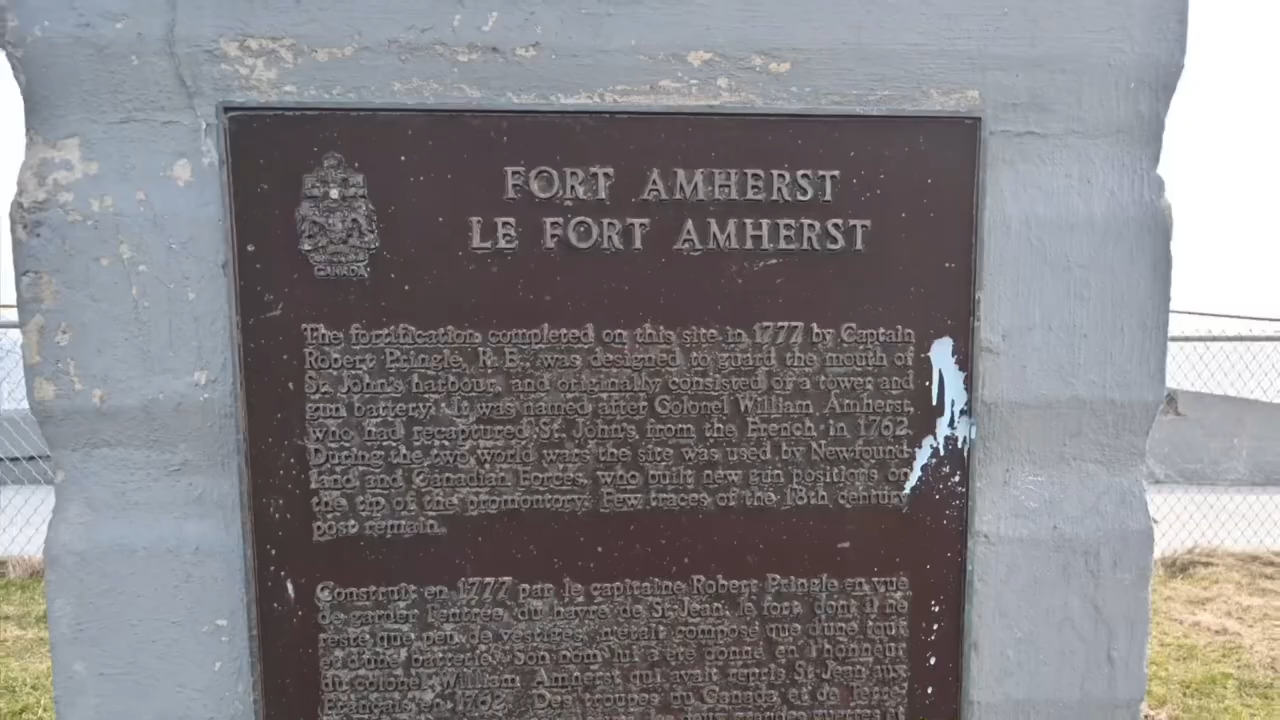 CANADA
FORT AMHERST
LE FORT AMHERST
The fortification completed on this site in 1777 by Captain
Robert Pringle, R.E., was designed to guard the mouth of
St. John's harbour, and originally consisted of a tower and
gun battery. It was named after Colonel William Amherst,
who had recaptured St. John's from the French in 1762.
During the two world wars the site was used by Newfound-
land and Canadian Forces, who built new gun positions on
the tip of the promontory. Few traces of the 18th century
post remain.
Construit en 1777 par le capitaine Robert Pringle en vue
de garder l'entrée du havre de St. Jean, le fort, dont il ne
reste que peu de vestiges, n'était composé que d'une tour
et d'une batterie. Son nom lui a été donné en l'honneur
du colonel William Amherst qui avait repris St. Jean aux
Français en 1762. Des troupes du Canada et de Terre-
deux grandes guerres et